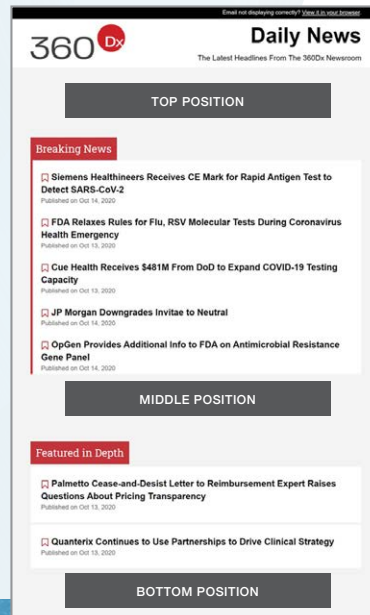 Email not displaying correctly? View it in your browser.
360 Dx
Daily News
The Latest Headlines From The 360Dx Newsroom
TOP POSITION
Breaking News
Siemens Healthineers Receives CE Mark for Rapid Antigen Test to
Detect SARS-CoV-2
Published on Oct 14, 2020
FDA Relaxes Rules for Flu, RSV Molecular Tests During Coronavirus
Health Emergency
Published on Oct 13, 2020
Cue Health Receives $481M From DoD to Expand COVID-19 Testing
Capacity
Published on Oct 13, 2020
JP Morgan Downgrades Invitae to Neutral
Published on Oct 14, 2020
OpGen Provides Additional Info to FDA on Antimicrobial Resistance
Gene Panel
Published on Oct 14, 2020
MIDDLE POSITION
Featured in Depth
Palmetto Cease-and-Desist Letter to Reimbursement Expert Raises
Questions About Pricing Transparency
Published on Oct 13, 2020
Quanterix Continues to Use Partnerships to Drive Clinical Strategy
Published on Oct 13, 2020
BOTTOM POSITION